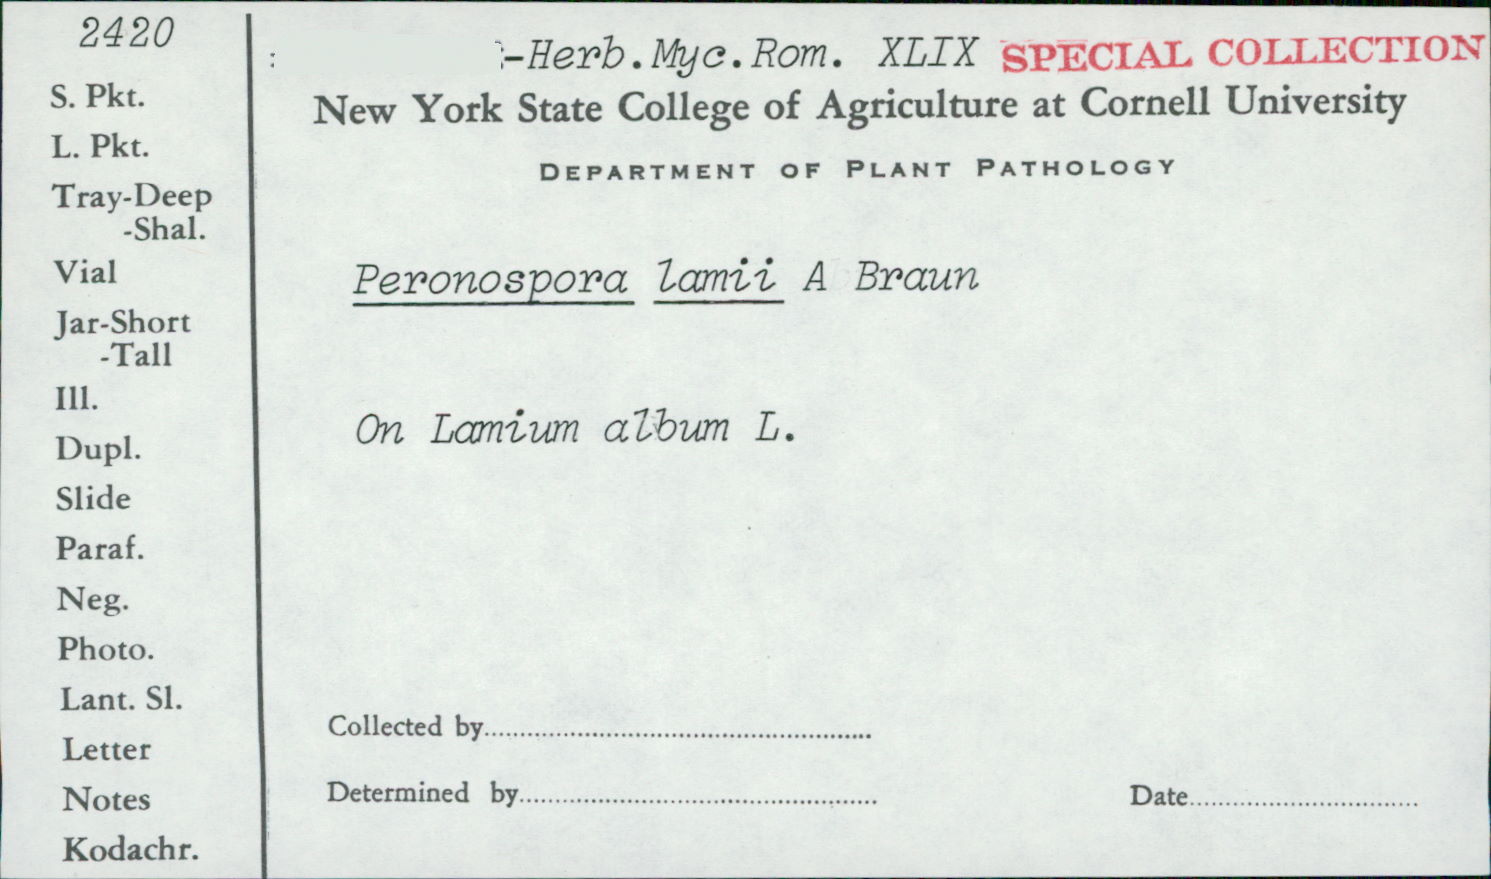 2420
-Herb.Myc.Rom. XLIX SPECIAL COLLECTION
New York State College of Agriculture at Cornell University
DEPARTMENT OF PLANT PATHOLOGY
S. Pkt.
L. Pkt.
Tray-Deep
-Shal.
Vial
Jar-Short
-Tall
Ill.
Dupl.
Slide
Paraf.
Neg.
Photo.
Lant. Sl.
Letter
Notes
Kodachr.
Peronospora lamii A Braun
On Lamium album L.
Collected by
Determined by
Date